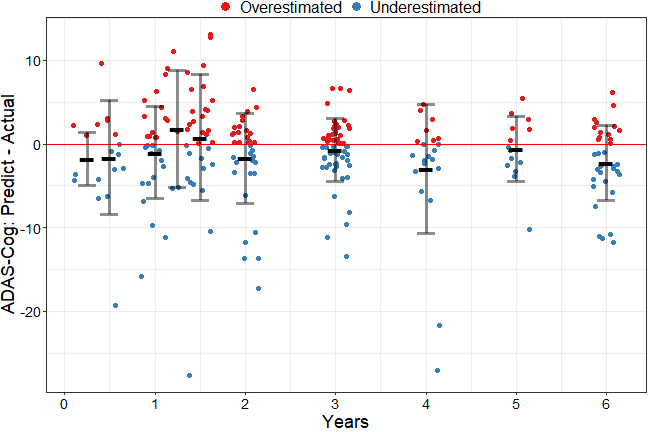 Overestimated Underestimated
ADAS-Cog: Predict - Actual
10
0
-10
-20
0 1 2 3 4 5 6
Years